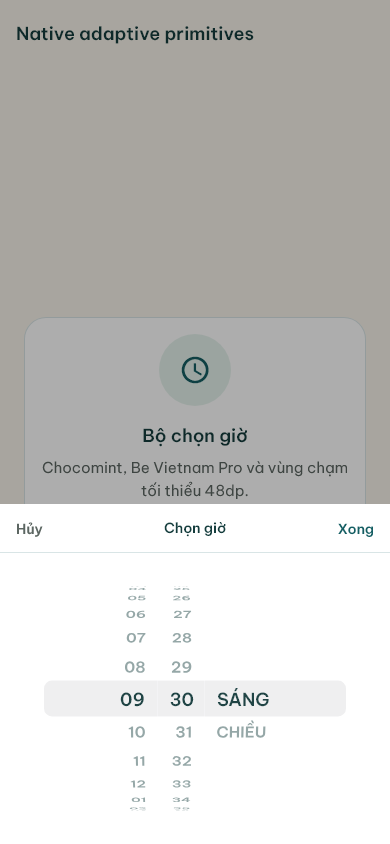 Native adaptive primitives
Bộ chọn giờ
Chocomint, Be Vietnam Pro và vùng chạm
tối thiểu 48dp.
Hủy Chọn giờ Xong
05 26
06 27
07 28
08 29
09 30 SÁNG
10 31 CHIỀU
11 32
12 33
01 34